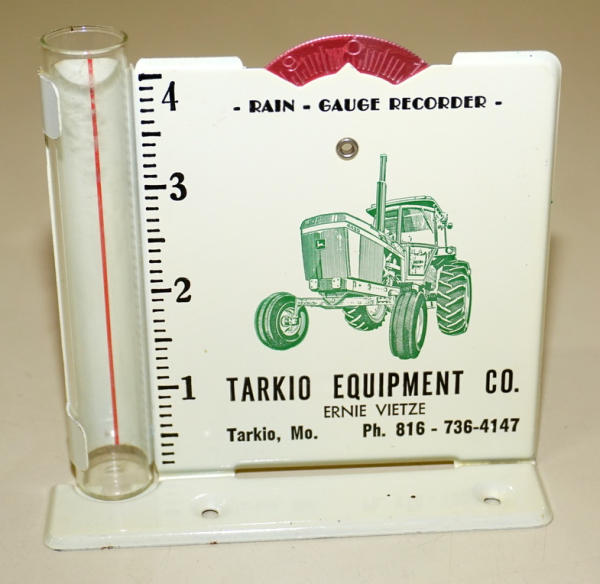 - RAIN - GAUGE RECORDER -
4
3
2
1
TARKIO EQUIPMENT CO.
ERNIE VIETZE
Tarkio, Mo. Ph. 816 - 736-4147